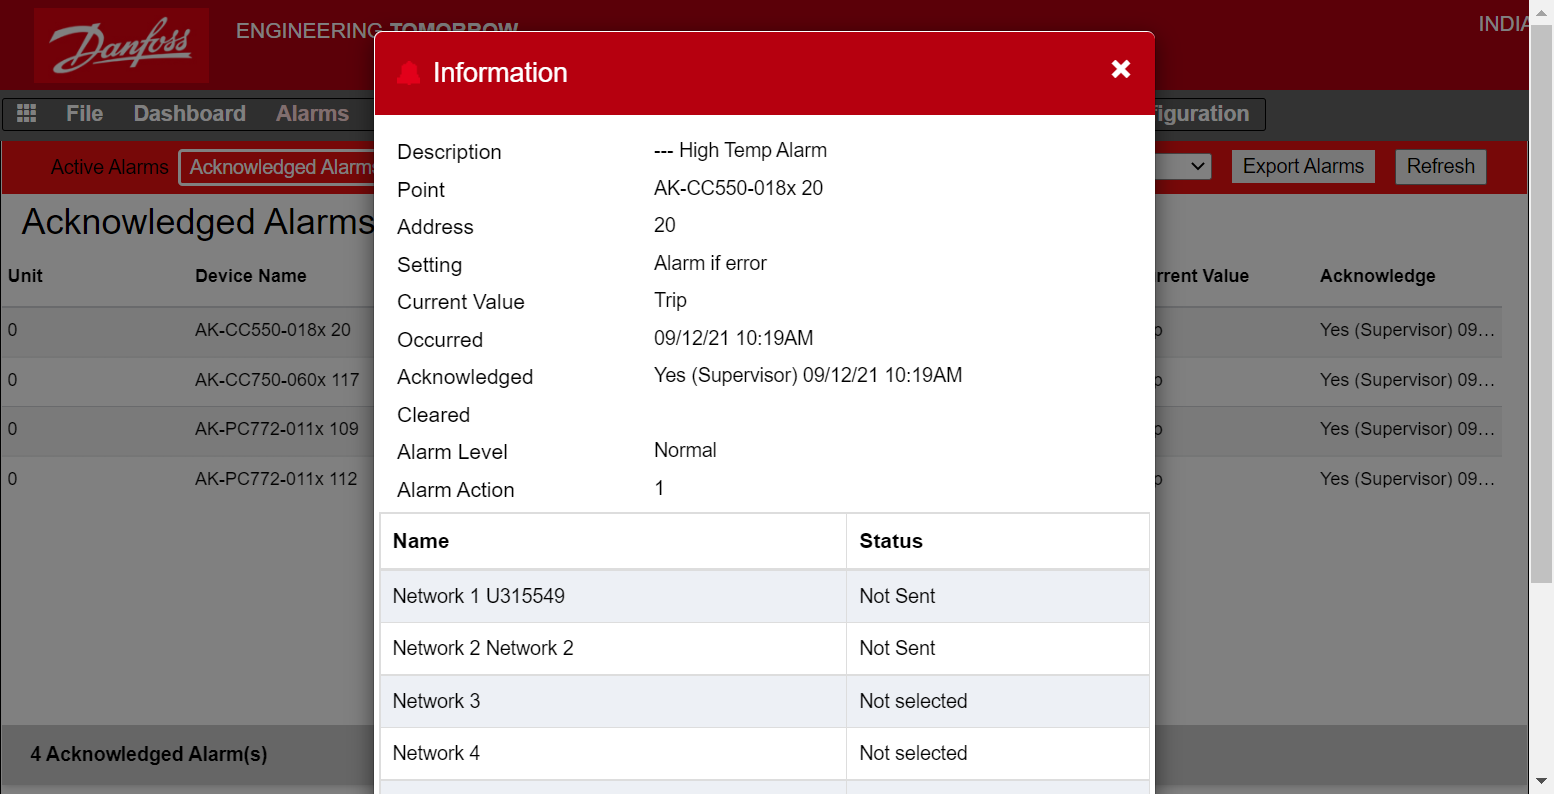 Danfoss
ENGINEERING TOMORROW
INDIA
Information
File Dashboard Alarms
Active Alarms Acknowledged Alarms Export Alarms Refresh
Acknowledged Alarms
Unit Device Name Acknowledge
0 AK-CC550-018x 20 Yes (Supervisor) 09…
0 AK-CC750-060x 117 Yes (Supervisor) 09…
0 AK-PC772-011x 109 Yes (Supervisor) 09…
0 AK-PC772-011x 112 Yes (Supervisor) 09…
4 Acknowledged Alarm(s)
Description --- High Temp Alarm
Point AK-CC550-018x 20
Address 20
Setting Alarm if error
Current Value Trip
Occurred 09/12/21 10:19AM
Acknowledged Yes (Supervisor) 09/12/21 10:19AM
Cleared
Alarm Level Normal
Alarm Action 1
Name Status
Network 1 U315549 Not Sent
Network 2 Network 2 Not Sent
Network 3 Not selected
Network 4 Not selected